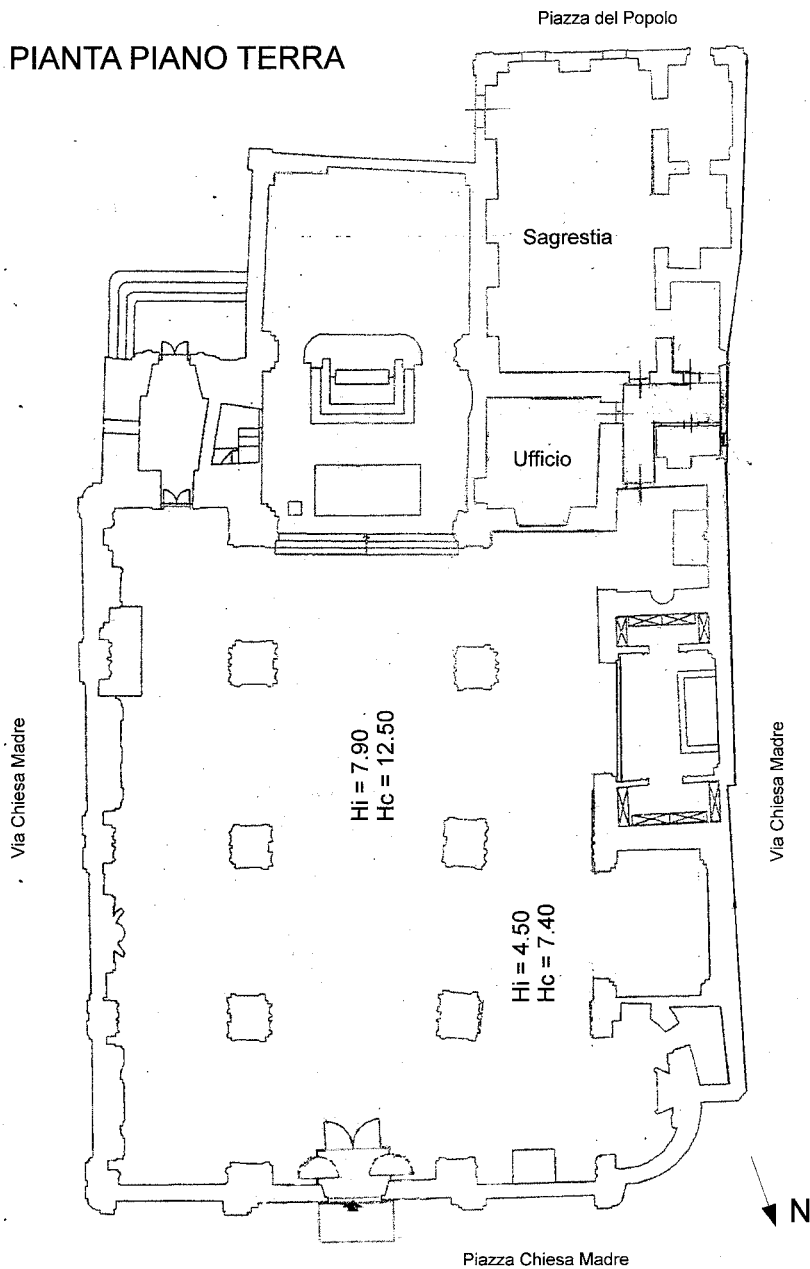 Piazza del Popolo
PIANTA PIANO TERRA
Sagrestia
Ufficio
Via Chiesa Madre
Hi = 7.90
Hc = 12.50
Via Chiesa Madre
Hi = 4.50
Hc = 7.40
N
Piazza Chiesa Madre